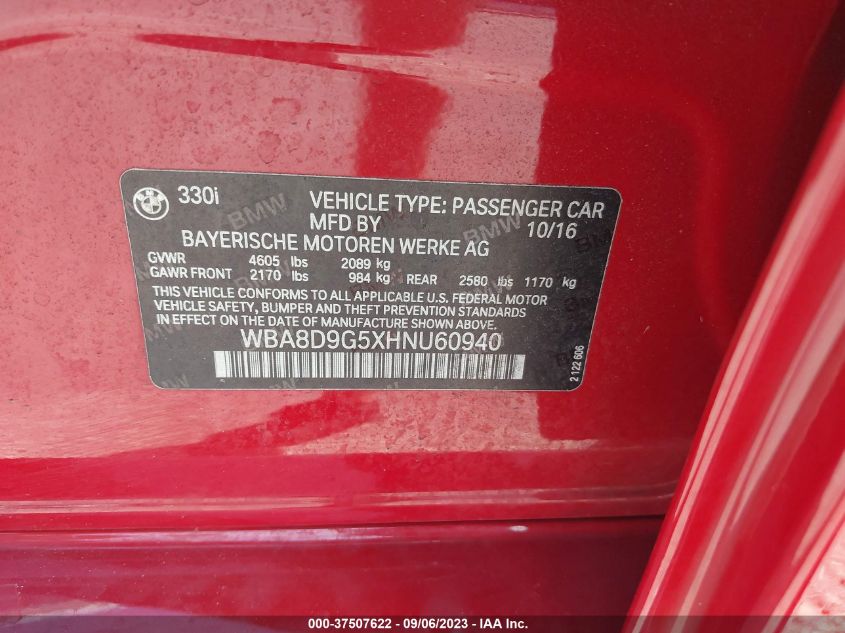 330i VEHICLE TYPE: PASSENGER CAR
MFD BY 10/16
BAYERISCHE MOTOREN WERKE AG
GVWR 4605 lbs 2089 kg
GAWR FRONT 2170 lbs 984 kg REAR 2580 lbs 1170 kg
THIS VEHICLE CONFORMS TO ALL APPLICABLE U.S. FEDERAL MOTOR
VEHICLE SAFETY, BUMPER AND THEFT PREVENTION STANDARDS
IN EFFECT ON THE DATE OF MANUFACTURE SHOWN ABOVE
WBA8D9G5XHNU60940
2 122 606
000-37507622 - 09/06/2023 - IAA Inc.